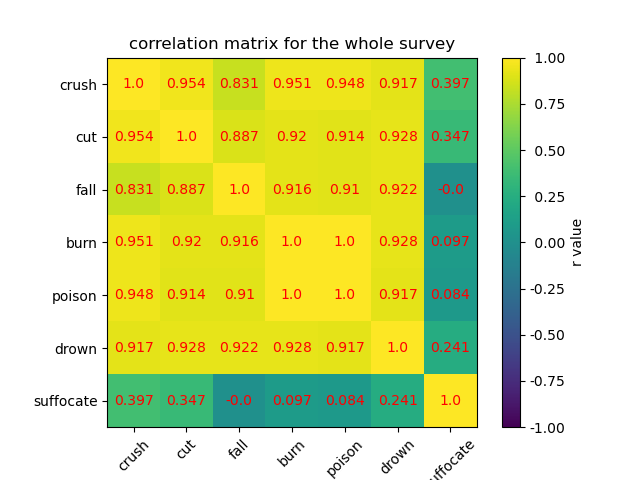 correlation matrix for the whole survey
crush 1.0 0.954 0.831 0.951 0.948 0.917 0.397
cut 0.954 1.0 0.887 0.92 0.914 0.928 0.347
fall 0.831 0.887 1.0 0.916 0.91 0.922 -0.0
burn 0.951 0.92 0.916 1.0 1.0 0.928 0.097
poison 0.948 0.914 0.91 1.0 1.0 0.917 0.084
drown 0.917 0.928 0.922 0.928 0.917 1.0 0.241
suffocate 0.397 0.347 -0.0 0.097 0.084 0.241 1.0
crush cut fall burn poison drown uffocate
1.00
0.75
0.50
0.25
0.00
-0.25
-0.50
-0.75
-1.00
r value